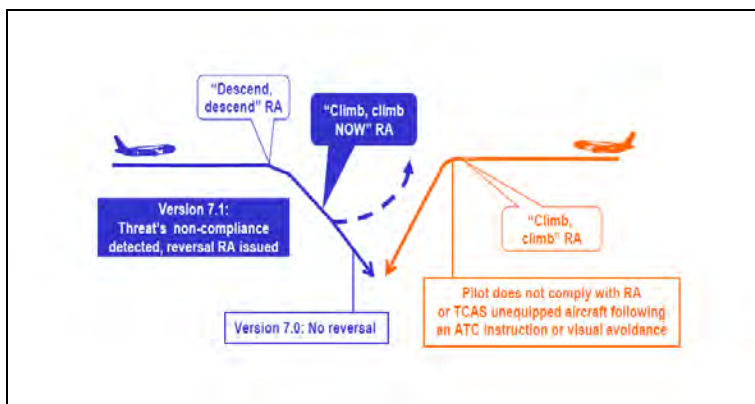 “Descend,
descend” RA
“Climb, climb
NOW” RA
Version 7.1:
Threat's non-compliance
detected, reversal RA issued
“Climb,
climb” RA
Version 7.0: No reversal
Pilot does not comply with RA
or TCAS unequipped aircraft following
an ATC instruction or visual avoidance